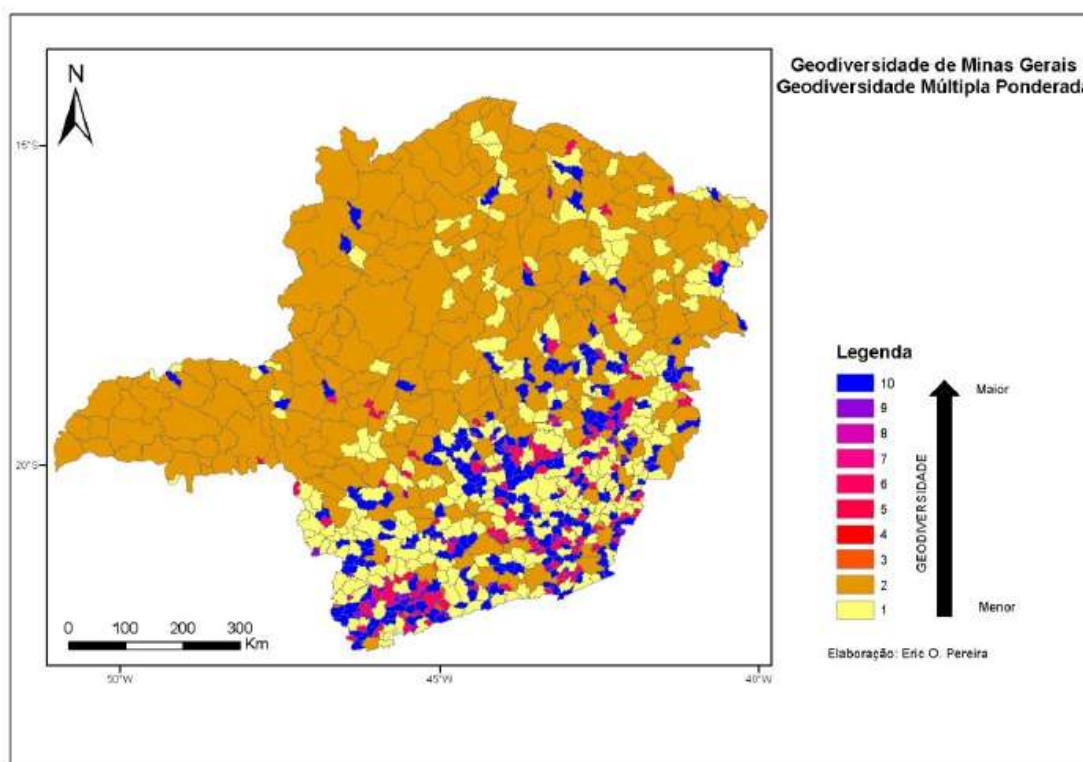 Geodiversidade de Minas Gerais
Geodiversidade Múltipla Ponderada
N
15°S
20°S
50°W
45°W
40°W
0 100 200 300
Km
Legenda
10
9
8
7
6
5
4
3
2
1
GEODIVERSIDADE
Maior
Menor
Elaboração: Eric O. Pereira